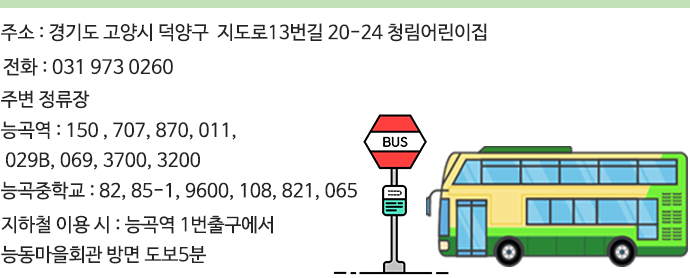 주소 : 경기도 고양시 덕양구 지도로13번길 20-24 청림어린이집
전화 : 031 973 0260
주변 정류장
능곡역 : 150 , 707, 870, 011,
029B, 069, 3700, 3200
능곡중학교 : 82, 85-1, 9600, 108, 821, 065
지하철 이용 시 : 능곡역 1번출구에서
능동마을회관 방면 도보5분
BUS